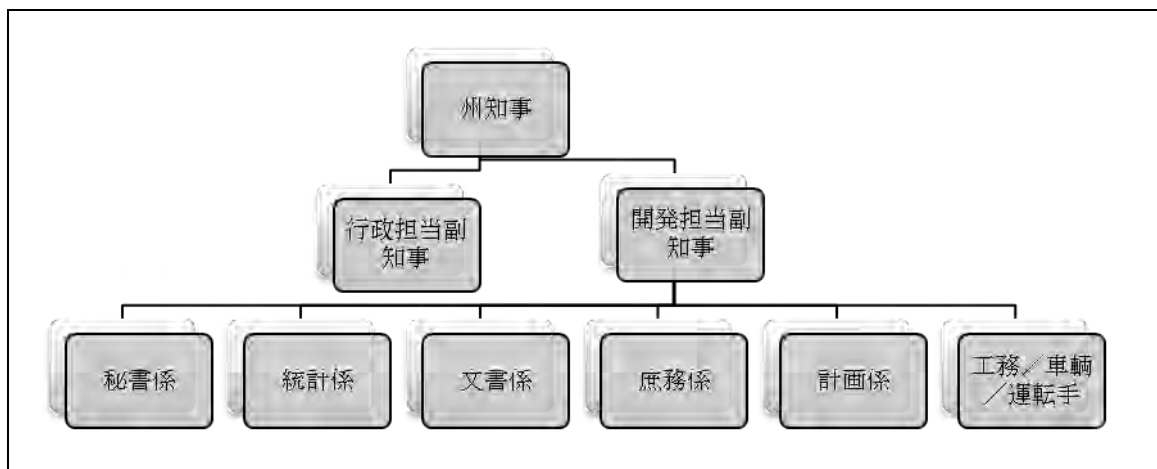 州知事
行政担当副
知事
開発担当副
知事
秘書係
統計係
文書係
庶務係
計画係
工務／車輌
／運転手